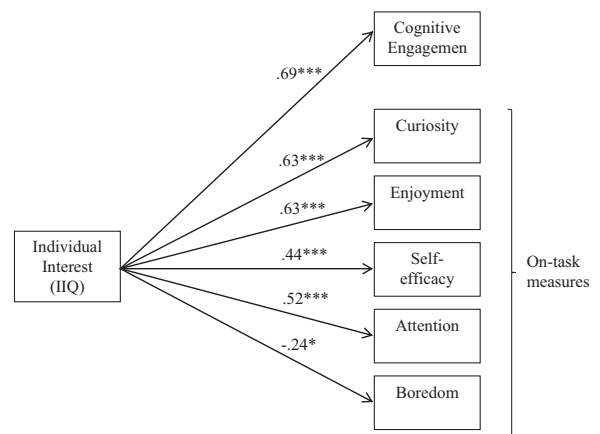 Cognitive
Engagemen
.69***
Curiosity
.63***
Enjoyment
.63***
Individual
Interest
(IIQ)
.44***
Self-
efficacy
On-task
measures
.52***
Attention
-.24*
Boredom